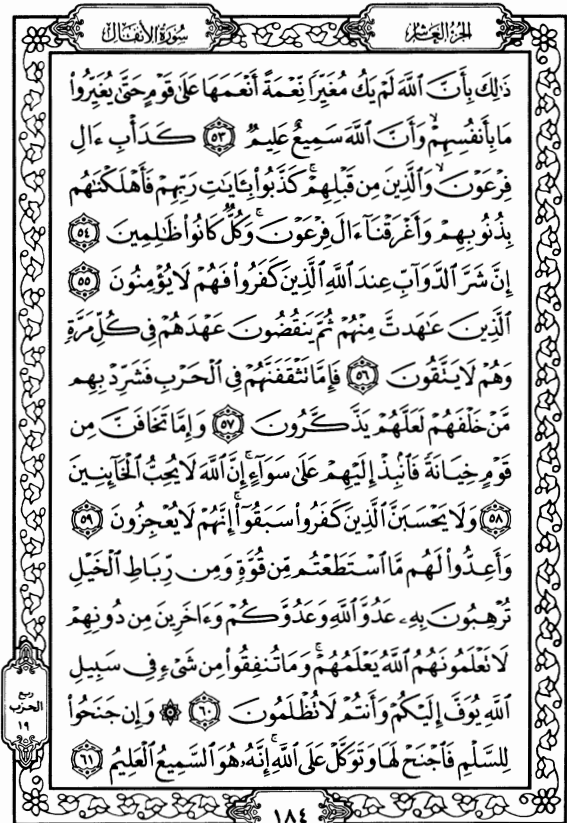 الجزء العاشر
سورة الأنفال
ذَٰلِكَ بِأَنَّ ٱللَّهَ لَمْ يَكُ مُغَيِّرًا نِّعْمَةً أَنْعَمَهَا عَلَىٰ قَوْمٍ حَتَّىٰ يُغَيِّرُوا۟
مَا بِأَنفُسِهِمْ ۙ وَأَنَّ ٱللَّهَ سَمِيعٌ عَلِيمٌ ٥٣ كَدَأْبِ ءَالِ
فِرْعَوْنَ ۙ وَٱلَّذِينَ مِن قَبْلِهِمْ ۚ كَذَّبُوا۟ بِـَٔايَٰتِ رَبِّهِمْ فَأَهْلَكْنَٰهُم
بِذُنُوبِهِمْ وَأَغْرَقْنَآ ءَالَ فِرْعَوْنَ ۚ وَكُلٌّ كَانُوا۟ ظَٰلِمِينَ ٥٤
إِنَّ شَرَّ ٱلدَّوَآبِّ عِندَ ٱللَّهِ ٱلَّذِينَ كَفَرُوا۟ فَهُمْ لَا يُؤْمِنُونَ ٥٥
ٱلَّذِينَ عَٰهَدتَّ مِنْهُمْ ثُمَّ يَنقُضُونَ عَهْدَهُمْ فِى كُلِّ مَرَّةٍ
وَهُمْ لَا يَتَّقُونَ ٥٦ فَإِمَّا تَثْقَفَنَّهُمْ فِى ٱلْحَرْبِ فَشَرِّدْ بِهِم
مَّنْ خَلْفَهُمْ لَعَلَّهُمْ يَذَّكَّرُونَ ٥٧ وَإِمَّا تَخَافَنَّ مِن
قَوْمٍ خِيَانَةً فَٱنۢبِذْ إِلَيْهِمْ عَلَىٰ سَوَآءٍ ۚ إِنَّ ٱللَّهَ لَا يُحِبُّ ٱلْخَآئِنِينَ
٥٨ وَلَا يَحْسَبَنَّ ٱلَّذِينَ كَفَرُوا۟ سَبَقُوٓا۟ ۚ إِنَّهُمْ لَا يُعْجِزُونَ ٥٩
وَأَعِدُّوا۟ لَهُم مَّا ٱسْتَطَعْتُم مِّن قُوَّةٍ وَمِن رِّبَاطِ ٱلْخَيْلِ
تُرْهِبُونَ بِهِۦ عَدُوَّ ٱللَّهِ وَعَدُوَّكُمْ وَءَاخَرِينَ مِن دُونِهِمْ
لَا تَعْلَمُونَهُمُ ٱللَّهُ يَعْلَمُهُمْ ۚ وَمَا تُنفِقُوا۟ مِن شَىْءٍ فِى سَبِيلِ
ٱللَّهِ يُوَفَّ إِلَيْكُمْ وَأَنتُمْ لَا تُظْلَمُونَ ٦٠ ۞ وَإِن جَنَحُوا۟
لِلسَّلْمِ فَٱجْنَحْ لَهَا وَتَوَكَّلْ عَلَى ٱللَّهِ ۚ إِنَّهُۥ هُوَ ٱلسَّمِيعُ ٱلْعَلِيمُ ٦١
ربع
الحزب
١٩
١٨٤